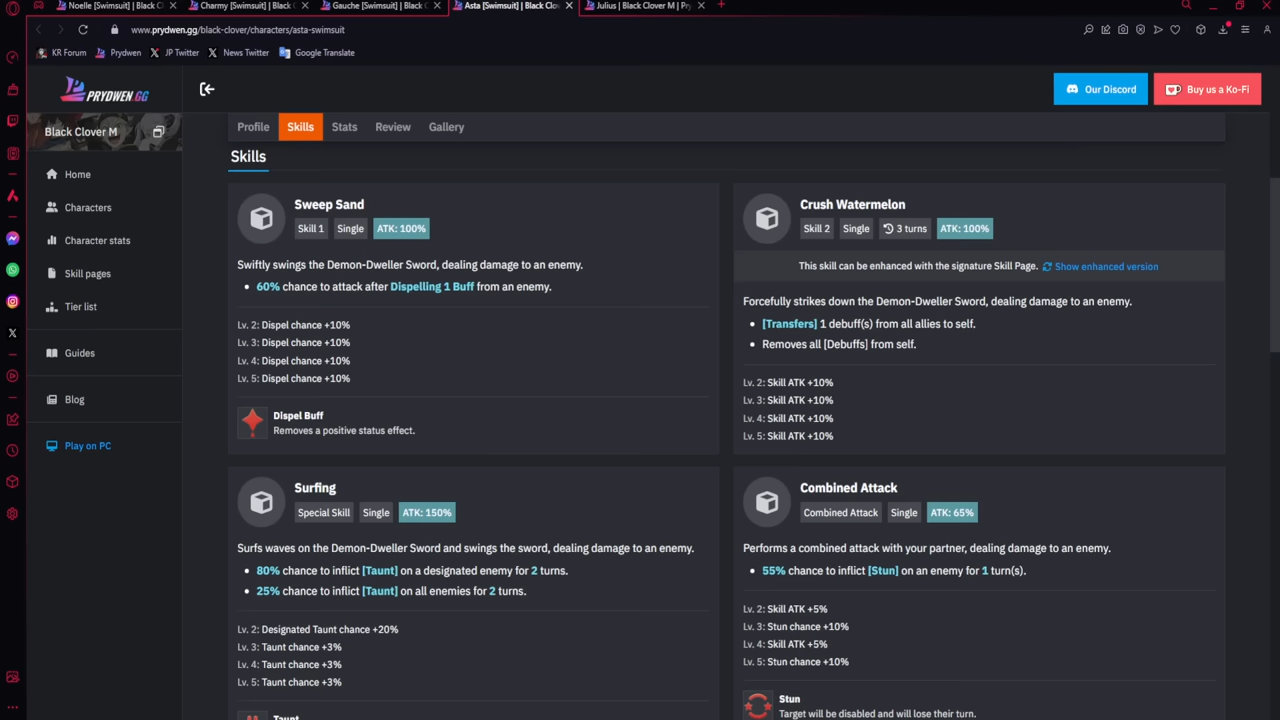 Noelle [Swimsuit] | Black C
Charmy [Swimsuit] | Black
Gauche [Swimsuit] | Black C
Asta [Swimsuit] | Black Clov
Julius | Black Clover M | Pry
www.prydwen.gg/black-clover/characters/asta-swimsuit
KR Forum
Prydwen
JP Twitter
News Twitter
Google Translate
PRYDWEN.GG
Our Discord
Buy us a Ko-Fi
Black Clover M
Profile
Skills
Stats
Review
Gallery
Home
Characters
Character stats
Skill pages
Tier list
Guides
Blog
Play on PC
Skills
Sweep Sand
Skill 1 Single ATK: 100%
Swiftly swings the Demon-Dweller Sword, dealing damage to an enemy.
60% chance to attack after Dispelling 1 Buff from an enemy.
Lv. 2: Dispel chance +10%
Lv. 3: Dispel chance +10%
Lv. 4: Dispel chance +10%
Lv. 5: Dispel chance +10%
Dispel Buff
Removes a positive status effect.
Crush Watermelon
Skill 2 Single 3 turns ATK: 100%
This skill can be enhanced with the signature Skill Page. Show enhanced version
Forcefully strikes down the Demon-Dweller Sword, dealing damage to an enemy.
[Transfers] 1 debuff(s) from all allies to self.
Removes all [Debuffs] from self.
Lv. 2: Skill ATK +10%
Lv. 3: Skill ATK +10%
Lv. 4: Skill ATK +10%
Lv. 5: Skill ATK +10%
Surfing
Special Skill Single ATK: 150%
Surfs waves on the Demon-Dweller Sword and swings the sword, dealing damage to an enemy.
80% chance to inflict [Taunt] on a designated enemy for 2 turns.
25% chance to inflict [Taunt] on all enemies for 2 turns.
Lv. 2: Designated Taunt chance +20%
Lv. 3: Taunt chance +3%
Lv. 4: Taunt chance +3%
Lv. 5: Taunt chance +3%
Taunt
Combined Attack
Combined Attack Single ATK: 65%
Performs a combined attack with your partner, dealing damage to an enemy.
55% chance to inflict [Stun] on an enemy for 1 turn(s).
Lv. 2: Skill ATK +5%
Lv. 3: Stun chance +10%
Lv. 4: Skill ATK +5%
Lv. 5: Stun chance +10%
Stun
Target will be disabled and will lose their turn.